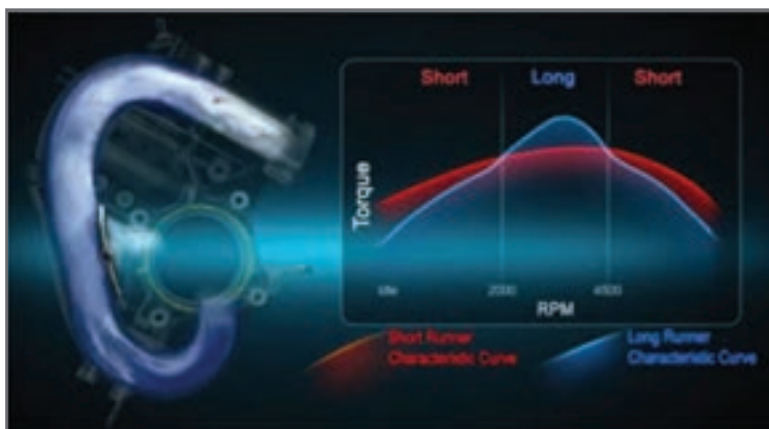 Short Long Short
Torque
Idle 2000 4500
RPM
Short Runner
Characteristic Curve
Long Runner
Characteristic Curve